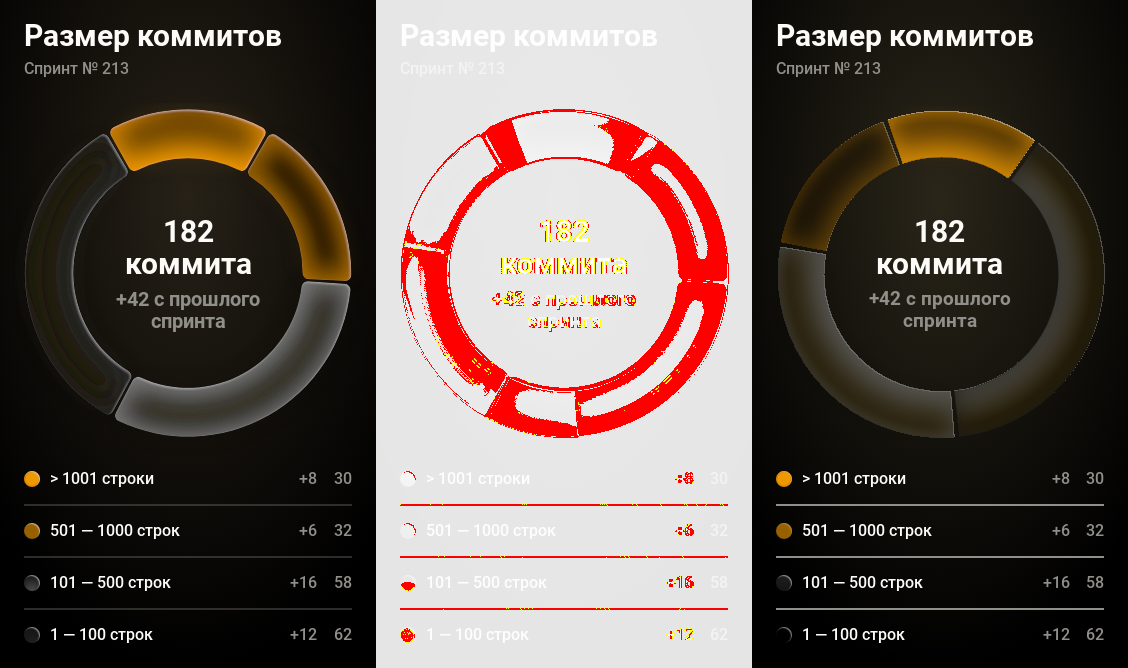 Размер коммитов
Спринт № 213
182
коммита
+42 с прошлого
спринта
> 1001 строки +8 30
501 — 1000 строк +6 32
101 — 500 строк +16 58
1 — 100 строк +12 62
Размер коммитов
Спринт № 213
182
коммита
+42 с прошлого
спринта
> 1001 строки +8 30
501 — 1000 строк +6 32
101 — 500 строк +16 58
1 — 100 строк +12 62
Размер коммитов
Спринт № 213
182
коммита
+42 с прошлого
спринта
> 1001 строки +8 30
501 — 1000 строк +6 32
101 — 500 строк +16 58
1 — 100 строк +12 62